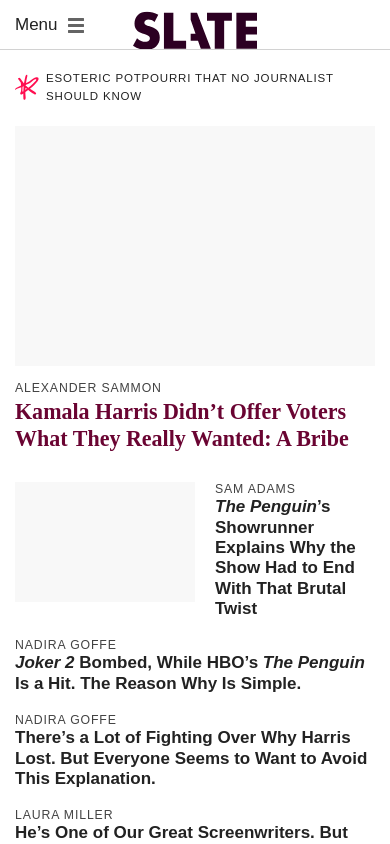 Menu
SLATE
ESOTERIC POTPOURRI THAT NO JOURNALIST
SHOULD KNOW
ALEXANDER SAMMON
Kamala Harris Didn’t Offer Voters
What They Really Wanted: A Bribe
SAM ADAMS
The Penguin’s
Showrunner
Explains Why the
Show Had to End
With That Brutal
Twist
NADIRA GOFFE
Joker 2 Bombed, While HBO’s The Penguin
Is a Hit. The Reason Why Is Simple.
NADIRA GOFFE
There’s a Lot of Fighting Over Why Harris
Lost. But Everyone Seems to Want to Avoid
This Explanation.
LAURA MILLER
He’s One of Our Great Screenwriters. But